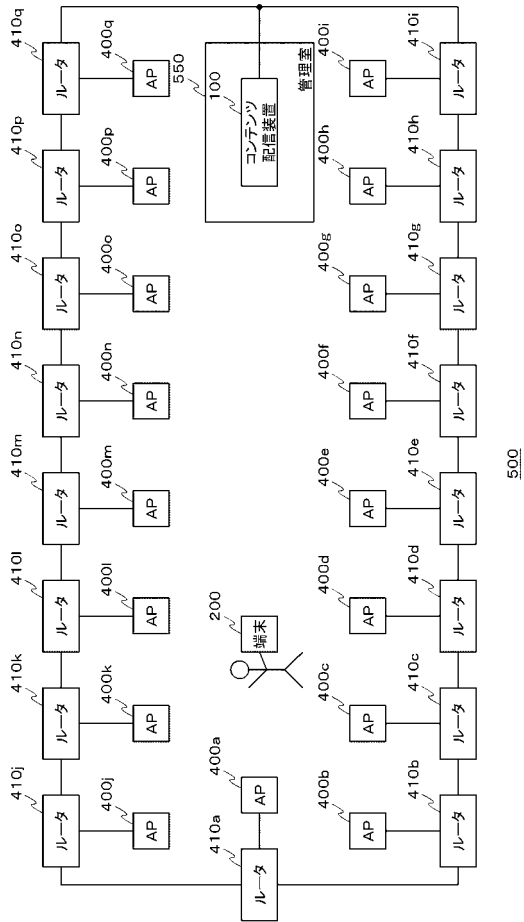 410j
410k
410l
410m
410n
410o
410p
410q
ルータ
ルータ
ルータ
ルータ
ルータ
ルータ
ルータ
ルータ
400j
400k
400l
400m
400n
400o
400p
400q
AP
AP
AP
AP
AP
AP
AP
AP
410a
ルータ
400a
AP
200
端末
550
100
コンテンツ
配信装置
管理室
400b
400c
400d
400e
400f
400g
400h
400i
AP
AP
AP
AP
AP
AP
AP
AP
410b
410c
410d
410e
410f
410g
410h
410i
ルータ
ルータ
ルータ
ルータ
ルータ
ルータ
ルータ
ルータ
500